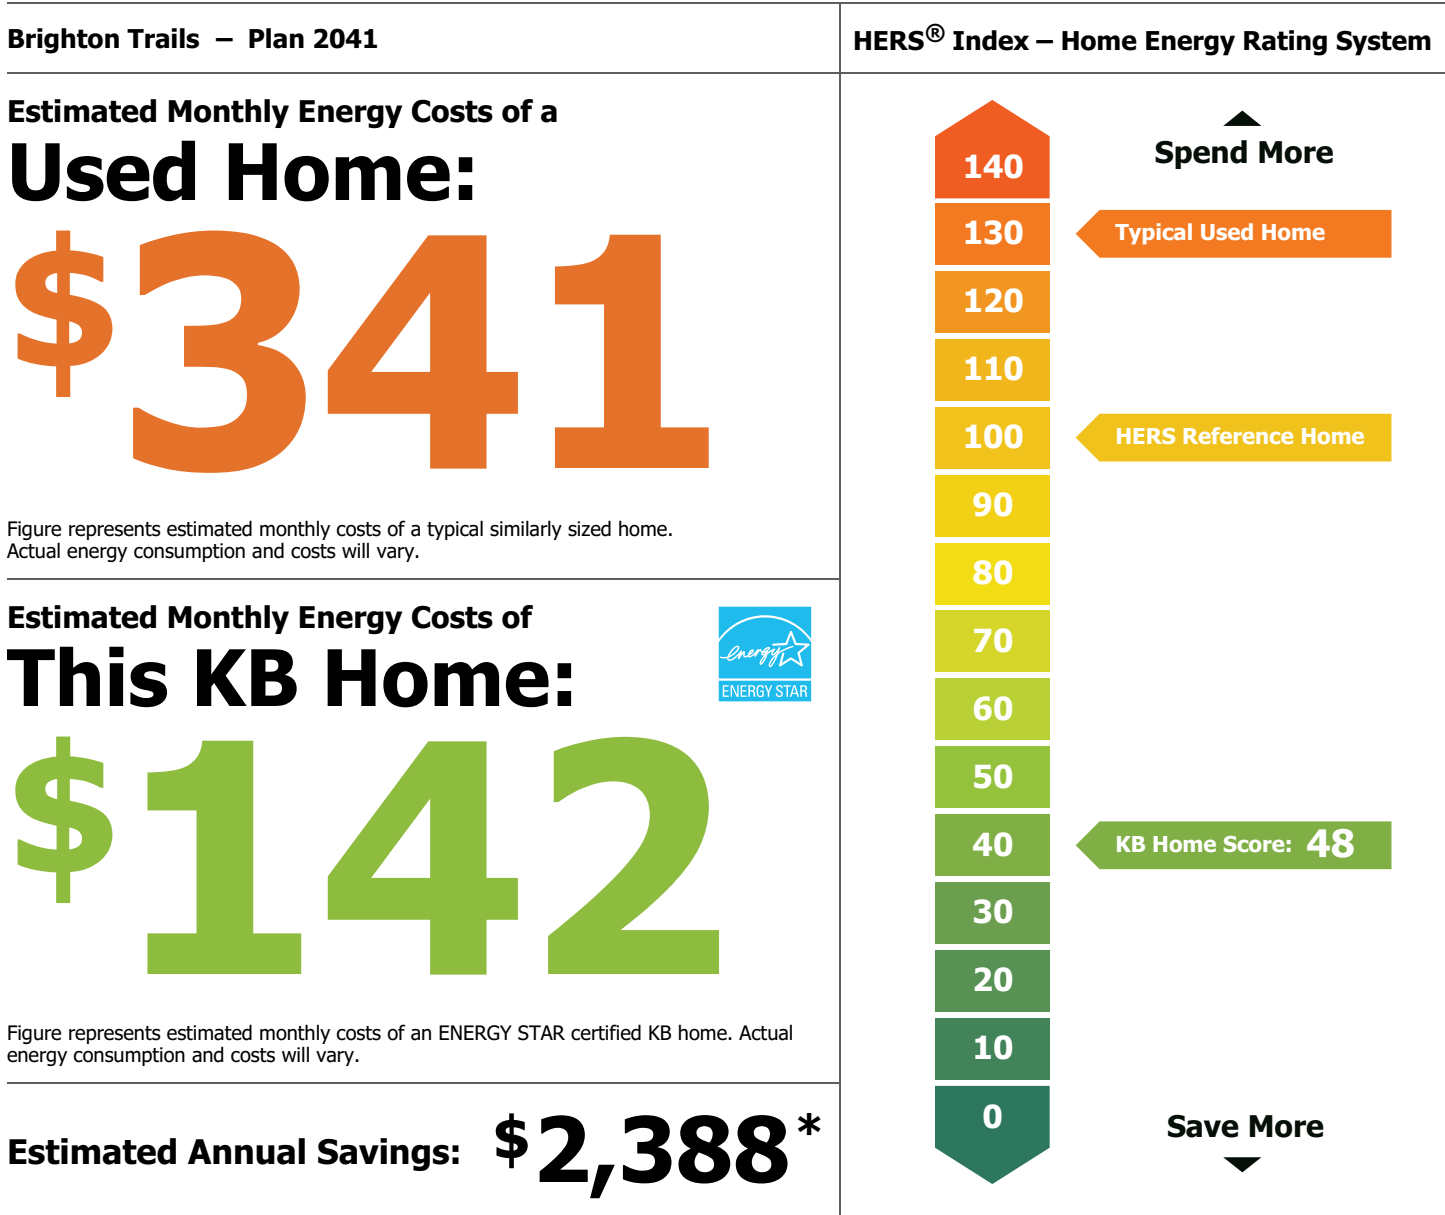 Brighton Trails – Plan 2041
HERS® Index – Home Energy Rating System
Estimated Monthly Energy Costs of a
Used Home:
$341
Figure represents estimated monthly costs of a typical similarly sized home.
Actual energy consumption and costs will vary.
Estimated Monthly Energy Costs of
This KB Home:
energy
ENERGY STAR
$142
Figure represents estimated monthly costs of an ENERGY STAR certified KB home. Actual
energy consumption and costs will vary.
Estimated Annual Savings: $2,388*
Spend More
140
130
Typical Used Home
120
110
100
HERS Reference Home
90
80
70
60
50
40
KB Home Score: 48
30
20
10
0
Save More